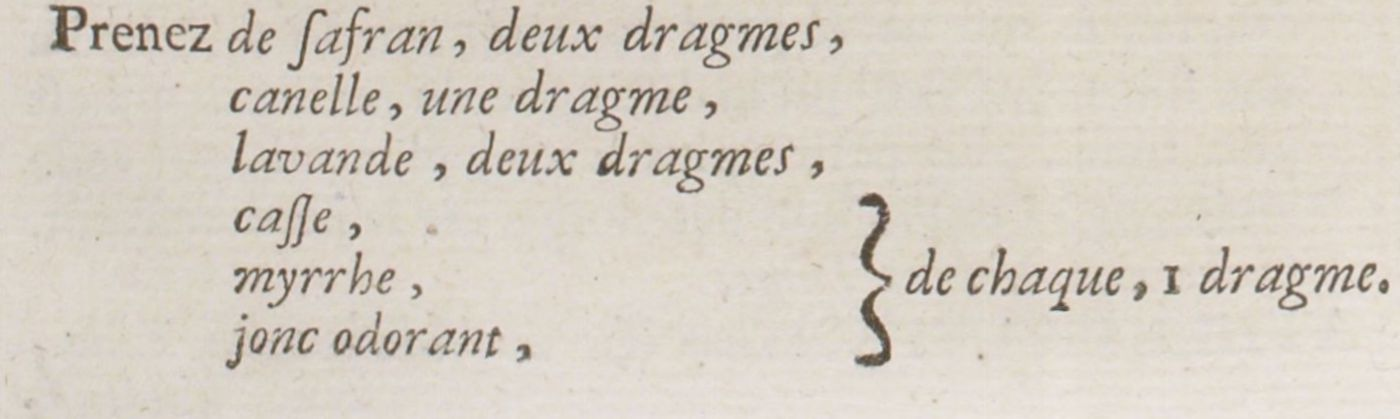 Prenez de ſafran, deux dragmes,
canelle, une dragme,
lavande, deux dragmes,
caſſe,
myrrhe,
jonc odorant,
} de chaque, 1 dragme.